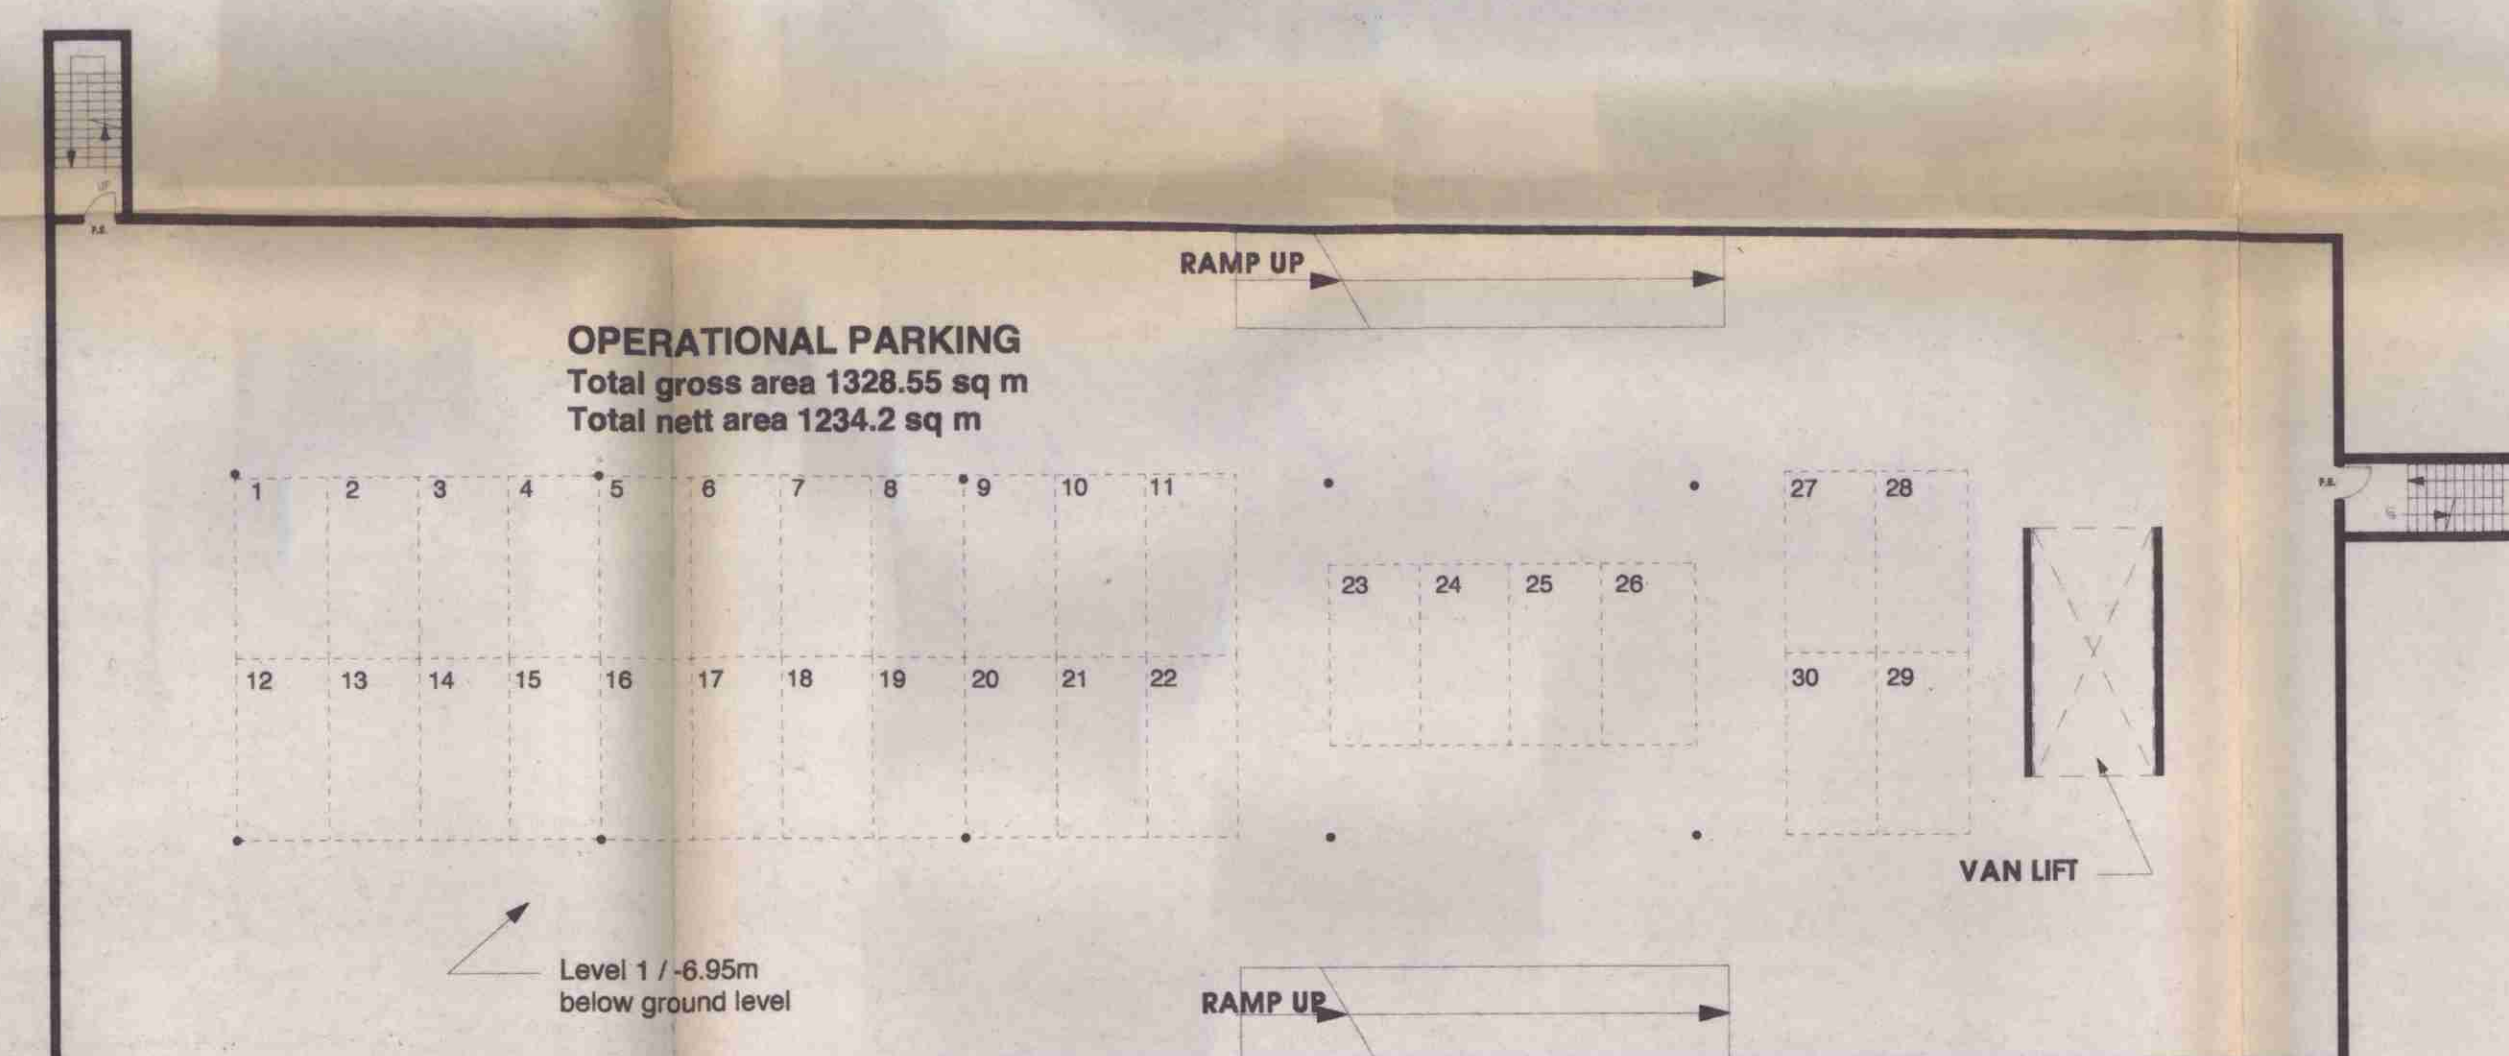 UP
F.S.
RAMP UP
OPERATIONAL PARKING
Total gross area 1328.55 sq m
Total nett area 1234.2 sq m
1 2 3 4 5 6 7 8 9 10 11
27 28
F.S.
23 24 25 26
12 13 14 15 16 17 18 19 20 21 22
30 29
VAN LIFT
Level 1 / -6.95m
below ground level
RAMP UP